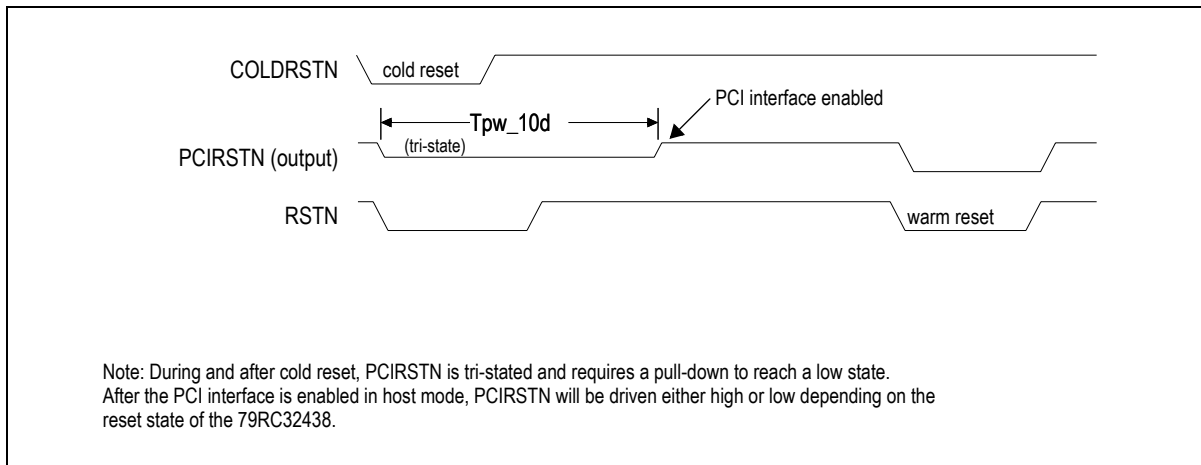 COLDRSTN
cold reset
PCI interface enabled
Tpw_10d
PCIRSTN (output)
(tri-state)
RSTN
warm reset
Note: During and after cold reset, PCIRSTN is tri-stated and requires a pull-down to reach a low state.
After the PCI interface is enabled in host mode, PCIRSTN will be driven either high or low depending on the
reset state of the 79RC32438.